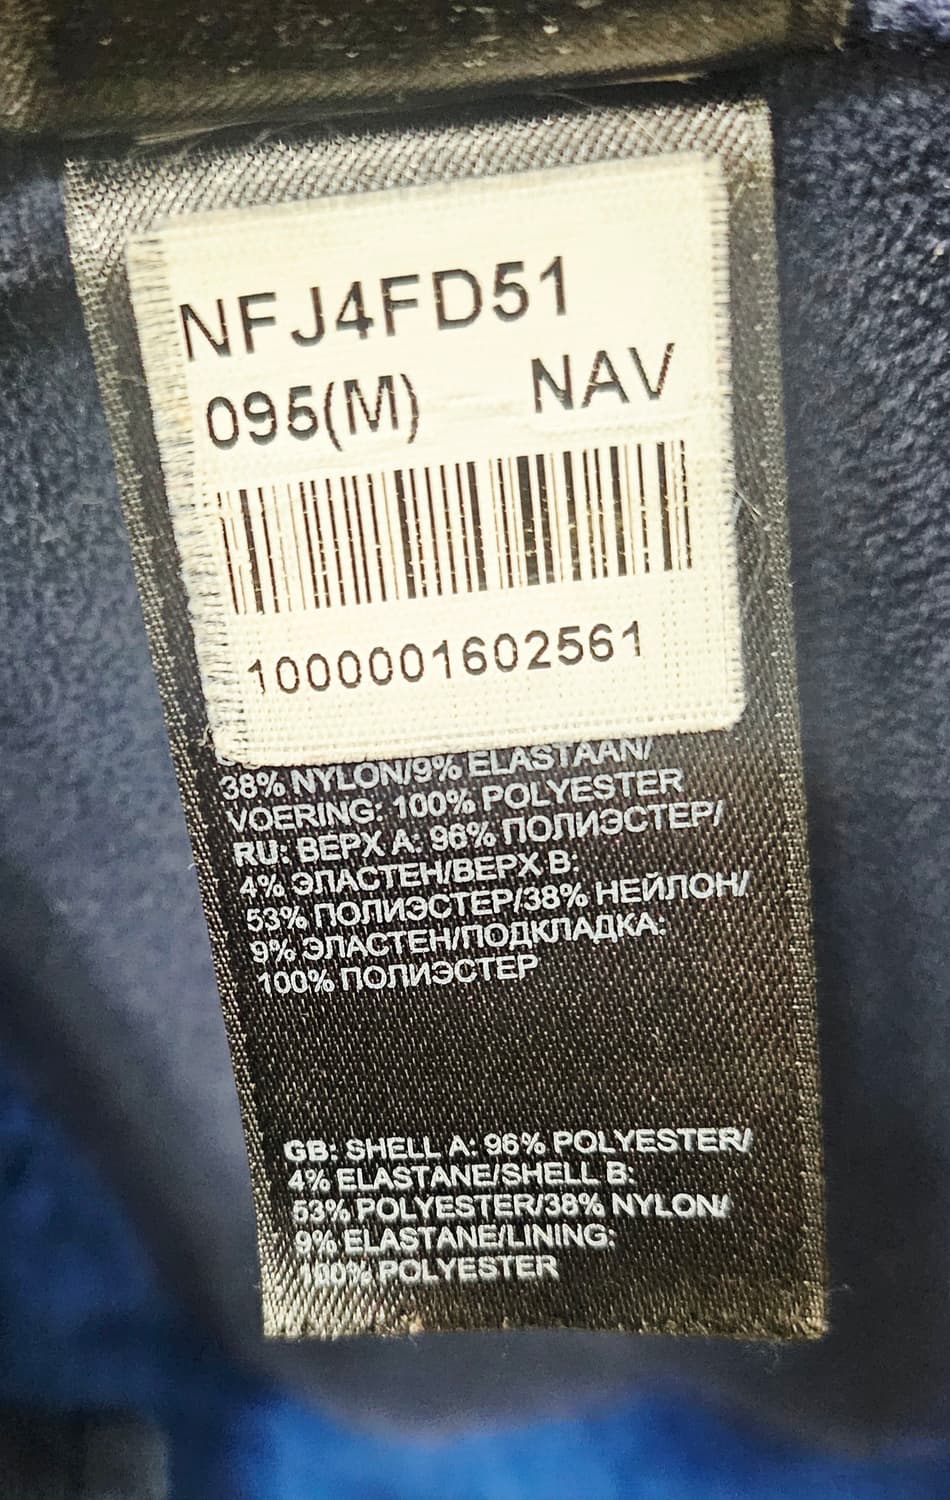 NFJ4FD51
095(M) NAV
1000001602561
38% NYLON/9% ELASTAAN/
VOERING: 100% POLYESTER
RU: ВЕРХ А: 96% ПОЛИЭСТЕР/
4% ЭЛАСТЕН/ВЕРХ В:
53% ПОЛИЭСТЕР/38% НЕЙЛОН/
9% ЭЛАСТЕН/ПОДКЛАДКА:
100% ПОЛИЭСТЕР
GB: SHELL A: 96% POLYESTER/
4% ELASTANE/SHELL B:
53% POLYESTER/38% NYLON/
9% ELASTANE/LINING:
100% POLYESTER